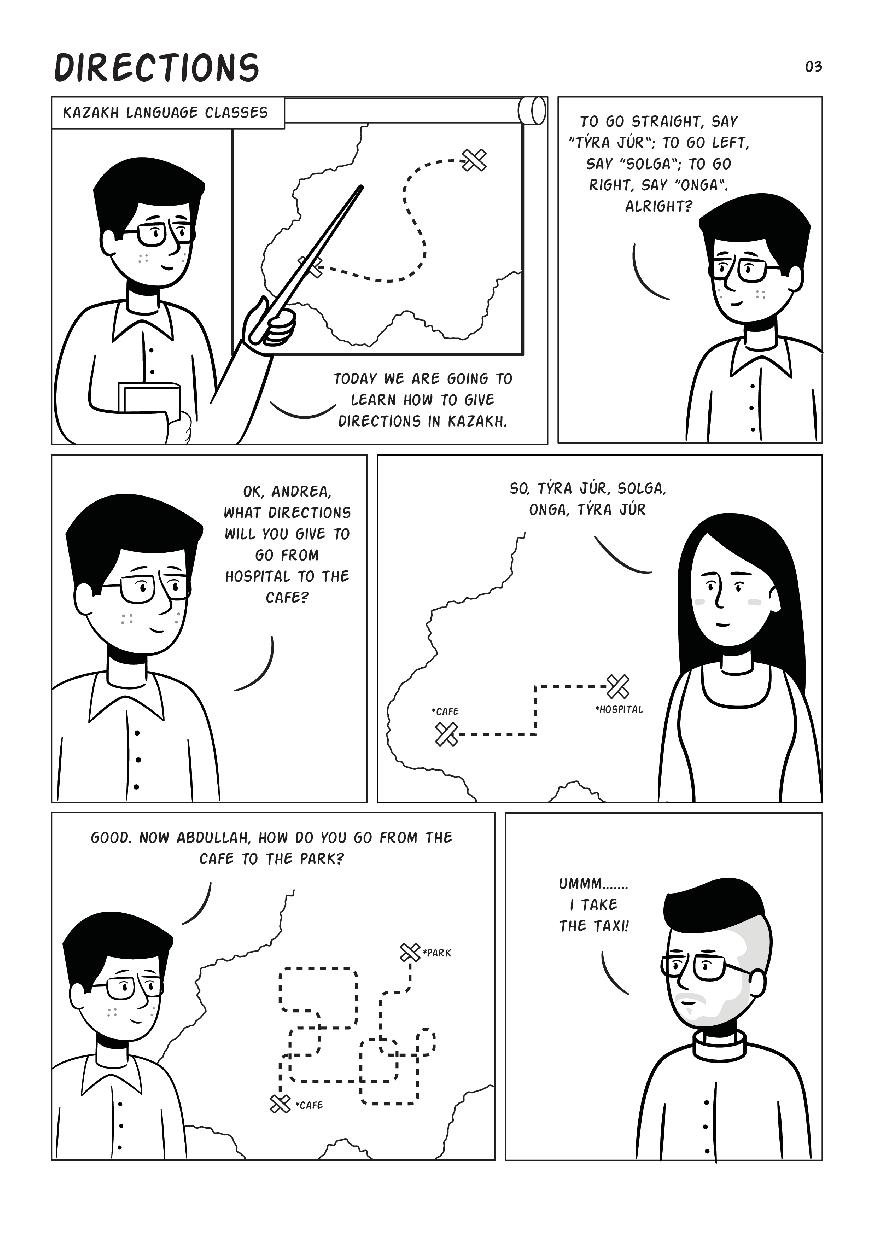 DIRECTIONS
03
KAZAKH LANGUAGE CLASSES
TODAY WE ARE GOING TO
LEARN HOW TO GIVE
DIRECTIONS IN KAZAKH.
TO GO STRAIGHT, SAY
"TÝRA JÚR"; TO GO LEFT,
SAY "SOLGA"; TO GO
RIGHT, SAY "ONGA".
ALRIGHT?
OK, ANDREA,
WHAT DIRECTIONS
WILL YOU GIVE TO
GO FROM
HOSPITAL TO THE
CAFE?
SO, TÝRA JÚR, SOLGA,
ONGA, TÝRA JÚR
*CAFE
*HOSPITAL
GOOD. NOW ABDULLAH, HOW DO YOU GO FROM THE
CAFE TO THE PARK?
*PARK
*CAFE
UMMM.......
I TAKE
THE TAXI!